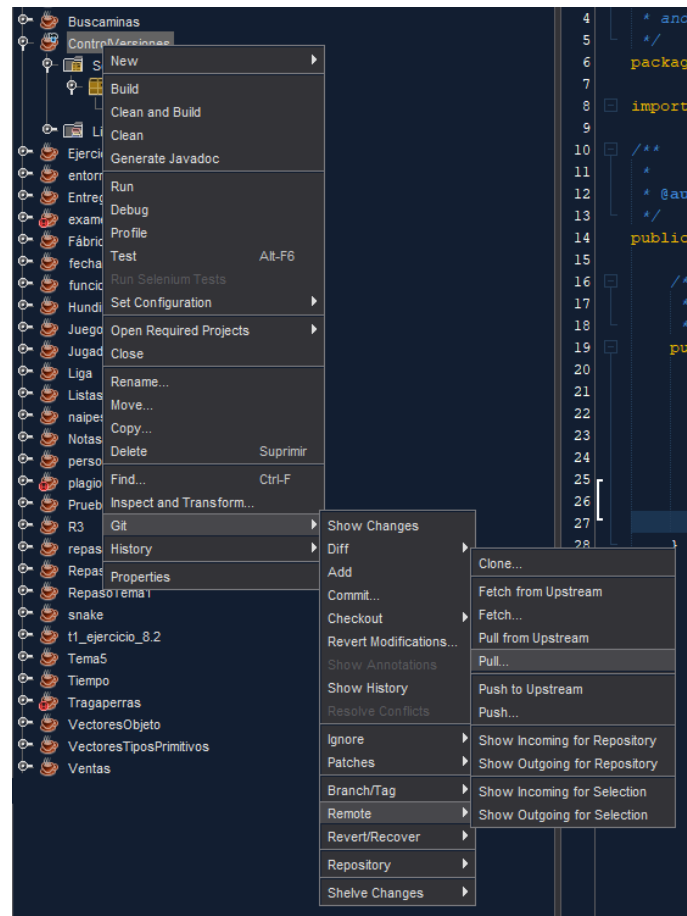 Buscaminas
ControlVersiones
New
Build
Clean and Build
Clean
Generate Javadoc
Run
Debug
Profile
Test Alt-F6
Run Selenium Tests
Set Configuration
Open Required Projects
Close
Rename...
Move...
Copy...
Delete Suprimir
Find... Ctrl-F
Inspect and Transform...
Git
History
Properties
Show Changes
Diff
Add
Commit...
Checkout
Revert Modifications...
Show Annotations
Show History
Resolve Conflicts
Ignore
Patches
Branch/Tag
Remote
Revert/Recover
Repository
Shelve Changes
Clone...
Fetch from Upstream
Fetch...
Pull from Upstream
Pull...
Push to Upstream
Push...
Show Incoming for Repository
Show Outgoing for Repository
Show Incoming for Selection
Show Outgoing for Selection
S
Li
Ejerci
entorn
Entreg
exame
Fábric
fecha
funcio
Hundi
Juego
Jugad
Liga
Listas
naipes
Notas
perso
plagio
Prueb
R3
repas
Repas
RepasoTema1
snake
t1_ejercicio_8.2
Tema5
Tiempo
Tragaperras
VectoresObjeto
VectoresTiposPrimitivos
Ventas
4 * and
5 */
6 packag
7
8 import
9
10 /**
11 *
12 * @au
13 */
14 public
15
16 /*
17 *
18 *
19 pu
20
21
22
23
24
25
26
27
28 }